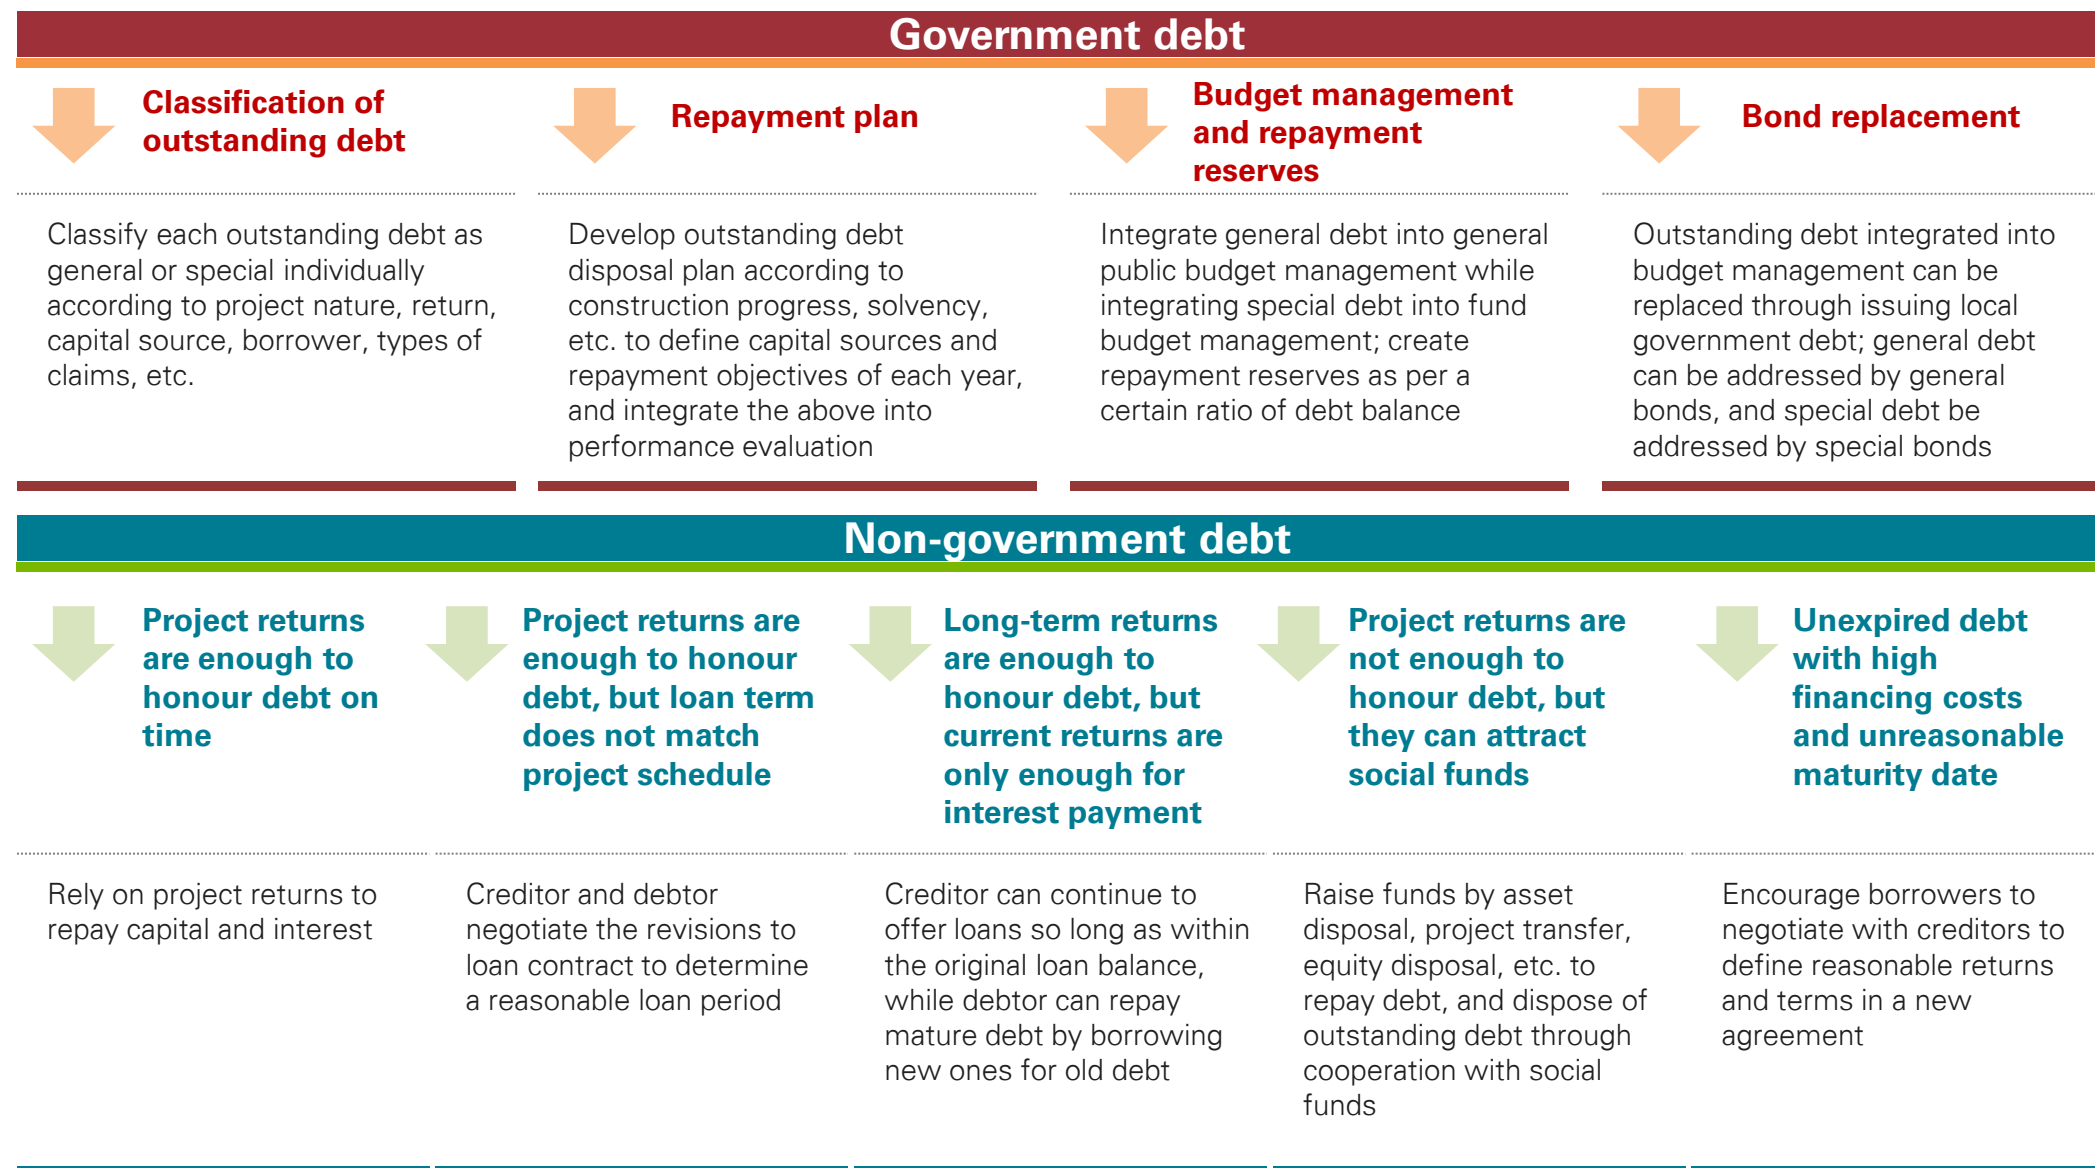 Government debt
Classification of
outstanding debt
Classify each outstanding debt as
general or special individually
according to project nature, return,
capital source, borrower, types of
claims, etc.
Repayment plan
Develop outstanding debt
disposal plan according to
construction progress, solvency,
etc. to define capital sources and
repayment objectives of each year,
and integrate the above into
performance evaluation
Budget management
and repayment
reserves
Integrate general debt into general
public budget management while
integrating special debt into fund
budget management; create
repayment reserves as per a
certain ratio of debt balance
Bond replacement
Outstanding debt integrated into
budget management can be
replaced through issuing local
government debt; general debt
can be addressed by general
bonds, and special debt be
addressed by special bonds
Non-government debt
Project returns
are enough to
honour debt on
time
Rely on project returns to
repay capital and interest
Project returns are
enough to honour
debt, but loan term
does not match
project schedule
Creditor and debtor
negotiate the revisions to
loan contract to determine
a reasonable loan period
Long-term returns
are enough to
honour debt, but
current returns are
only enough for
interest payment
Creditor can continue to
offer loans so long as within
the original loan balance,
while debtor can repay
mature debt by borrowing
new ones for old debt
Project returns are
not enough to
honour debt, but
they can attract
social funds
Raise funds by asset
disposal, project transfer,
equity disposal, etc. to
repay debt, and dispose of
outstanding debt through
cooperation with social
funds
Unexpired debt
with high
financing costs
and unreasonable
maturity date
Encourage borrowers to
negotiate with creditors to
define reasonable returns
and terms in a new
agreement